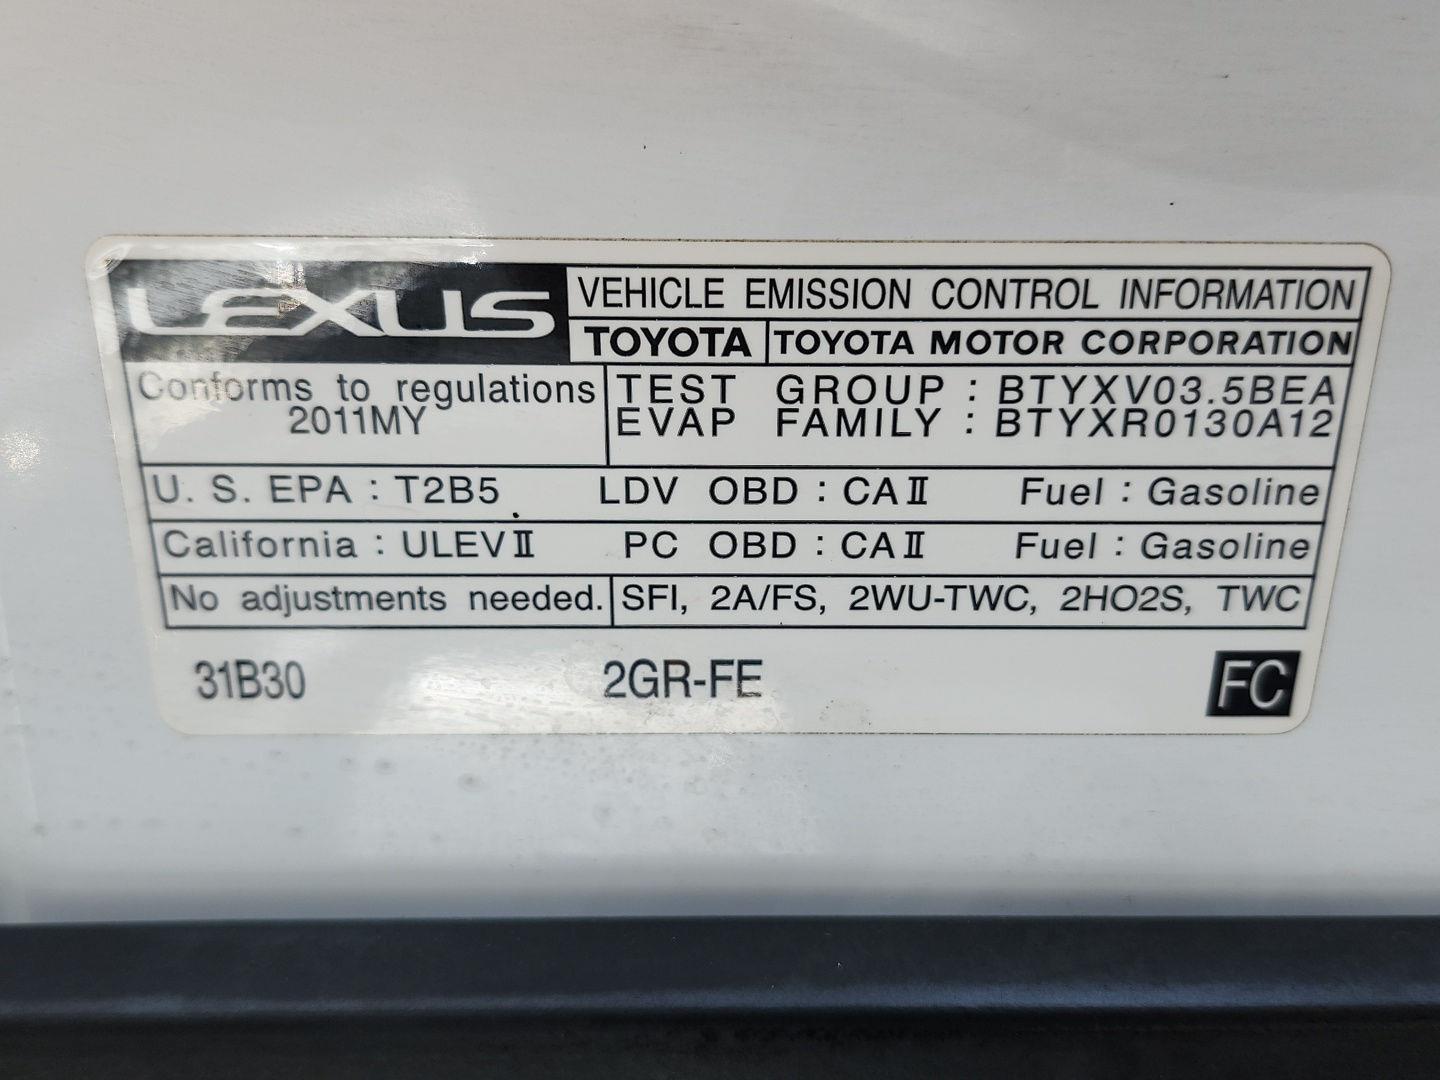 LEXUS
VEHICLE EMISSION CONTROL INFORMATION
TOYOTA TOYOTA MOTOR CORPORATION
Conforms to regulations
2011MY
TEST GROUP : BTYXV03.5BEA
EVAP FAMILY : BTYXR0130A12
U. S. EPA : T2B5 LDV OBD : CAⅡ Fuel : Gasoline
California : ULEVⅡ PC OBD : CAⅡ Fuel : Gasoline
No adjustments needed. SFI, 2A/FS, 2WU-TWC, 2HO2S, TWC
31B30 2GR-FE FC